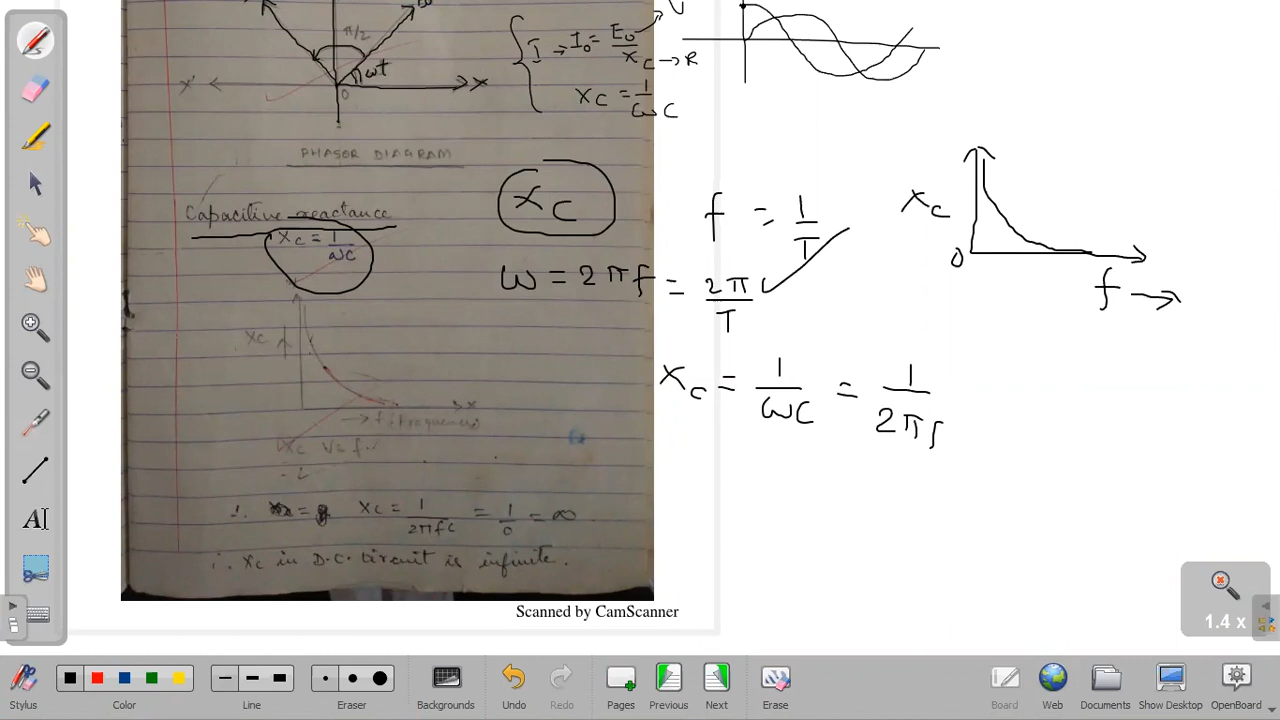 π/2
ωt
X' X
O
I → I₀ = E₀/X_C → R
X_C = 1/ωC
PHASOR DIAGRAM
Capacitive reactance
X_C = 1/ωC
X_C
f = 1/T
ω = 2πf = 2π/T
X_C
O
f →
X_C = 1/ωC = 1/2πf
X_C ↑
X
→ f (frequency)
∴ X_C = 1/2πfC = 1/0 = ∞
∴ X_C in D.C. circuit is infinite.
Scanned by CamScanner
1.4 x
Stylus
Color
Line
Eraser
Backgrounds
Undo
Redo
Pages
Previous
Next
Erase
Board
Web
Documents
Show Desktop
OpenBoard